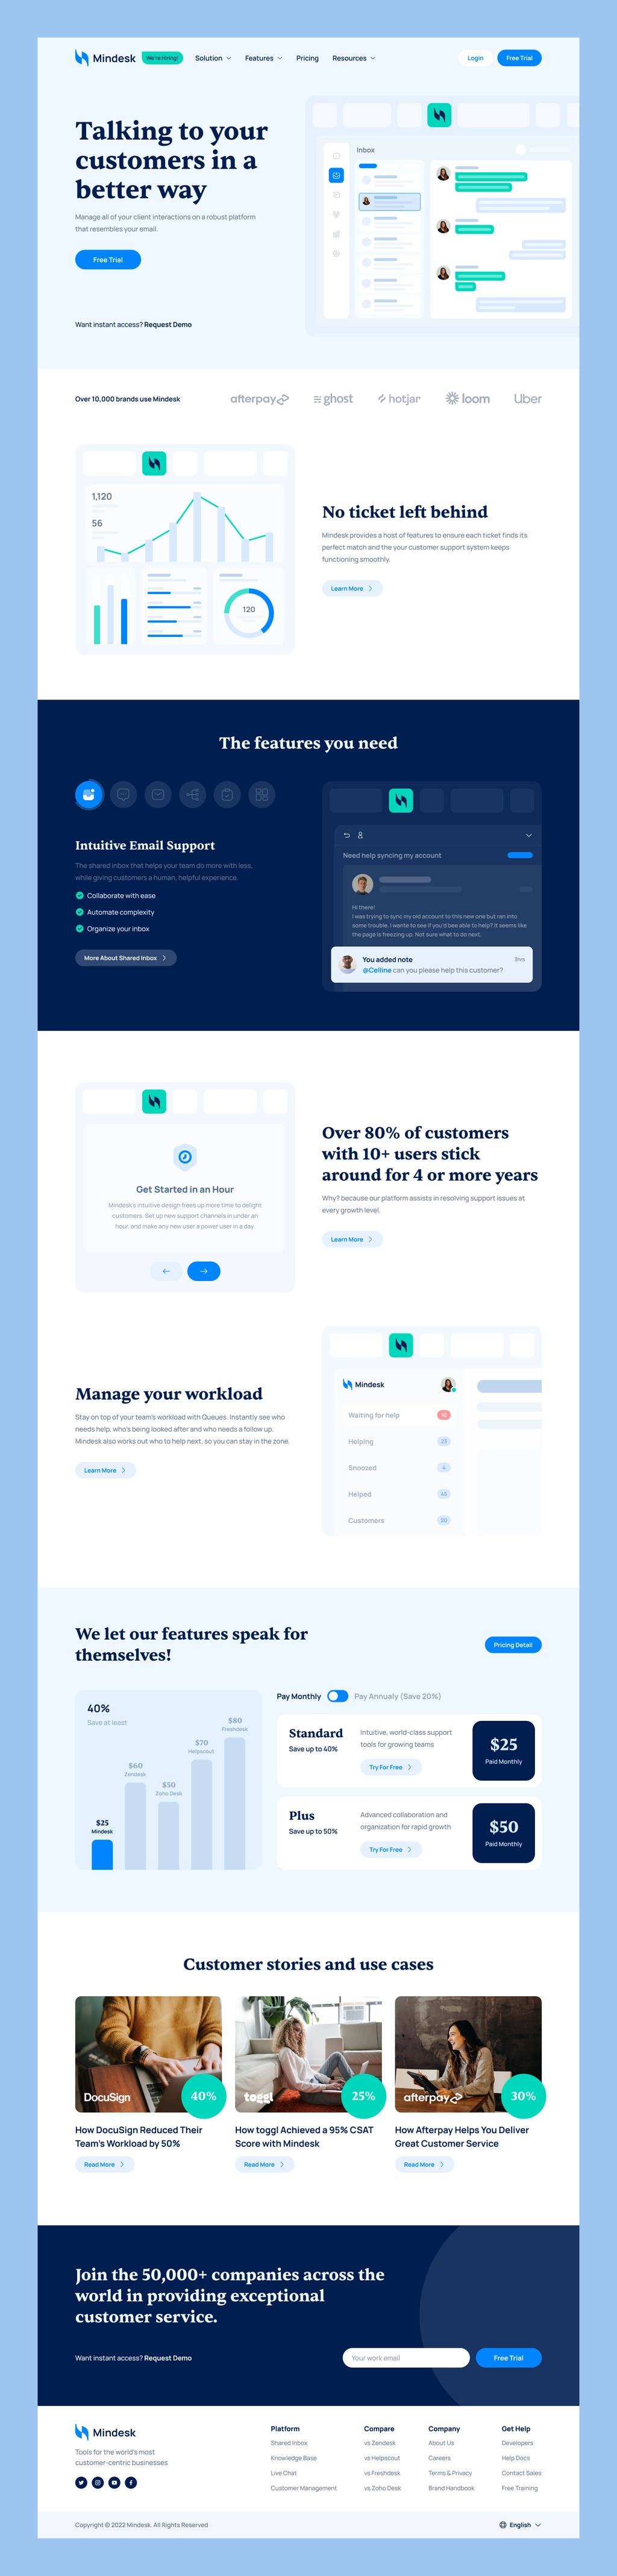 Mindesk
We're Hiring!
Solution
Features
Pricing
Resources
Login
Free Trial
Talking to your
customers in a
better way
Manage all of your client interactions on a robust platform
that resembles your email.
Free Trial
Want instant access? Request Demo
Inbox
Over 10,000 brands use Mindesk
afterpay
ghost
hotjar
loom
Uber
1,120
56
120
No ticket left behind
Mindesk provides a host of features to ensure each ticket finds its
perfect match and the your customer support system keeps
functioning smoothly.
Learn More
The features you need
Intuitive Email Support
The shared inbox that helps your team do more with less,
while giving customers a human, helpful experience.
Collaborate with ease
Automate complexity
Organize your inbox
More About Shared Inbox
Need help syncing my account
Hi there!
I was trying to sync my old account to this new one but ran into
some trouble. I wante to see if you'd bee able to help? It seems like
the page is freezing up. Not sure what to do next.
You added note
3hrs
@Celline can you please help this customer?
Get Started in an Hour
Mindesk's intuitive design frees up more time to delight
customers. Set up new support channels in under an
hour, and make any new user a power user in a day.
Over 80% of customers
with 10+ users stick
around for 4 or more years
Why? because our platform assists in resolving support issues at
every growth level.
Learn More
Manage your workload
Stay on top of your team's workload with Queues. Instantly see who
needs help, who's being looked after and who needs a follow up.
Mindesk also works out who to help next, so you can stay in the zone.
Learn More
Mindesk
Waiting for help
10
Helping
23
Snoozed
4
Helped
45
Customers
20
We let our features speak for
themselves!
Pricing Detail
40%
Save at least
$25
Mindesk
$60
Zendesk
$50
Zoho Desk
$70
Helpscout
$80
Freshdesk
Pay Monthly
Pay Annualy (Save 20%)
Standard
Save up to 40%
Intuitive, world-class support
tools for growing teams
Try For Free
$25
Paid Monthly
Plus
Save up to 50%
Advanced collaboration and
organization for rapid growth
Try For Free
$50
Paid Monthly
Customer stories and use cases
DocuSign
40%
How DocuSign Reduced Their
Team's Workload by 50%
Read More
toggl
25%
How toggl Achieved a 95% CSAT
Score with Mindesk
Read More
afterpay
30%
How Afterpay Helps You Deliver
Great Customer Service
Read More
Join the 50,000+ companies across the
world in providing exceptional
customer service.
Want instant access? Request Demo
Your work email
Free Trial
Mindesk
Tools for the world's most
customer-centric businesses
Platform
Shared Inbox
Knowledge Base
Live Chat
Customer Management
Compare
vs Zendesk
vs Helpscout
vs Freshdesk
vs Zoho Desk
Company
About Us
Careers
Terms & Privacy
Brand Handbook
Get Help
Developers
Help Docs
Contact Sales
Free Training
Copyright © 2022 Mindesk. All Rights Reserved
English